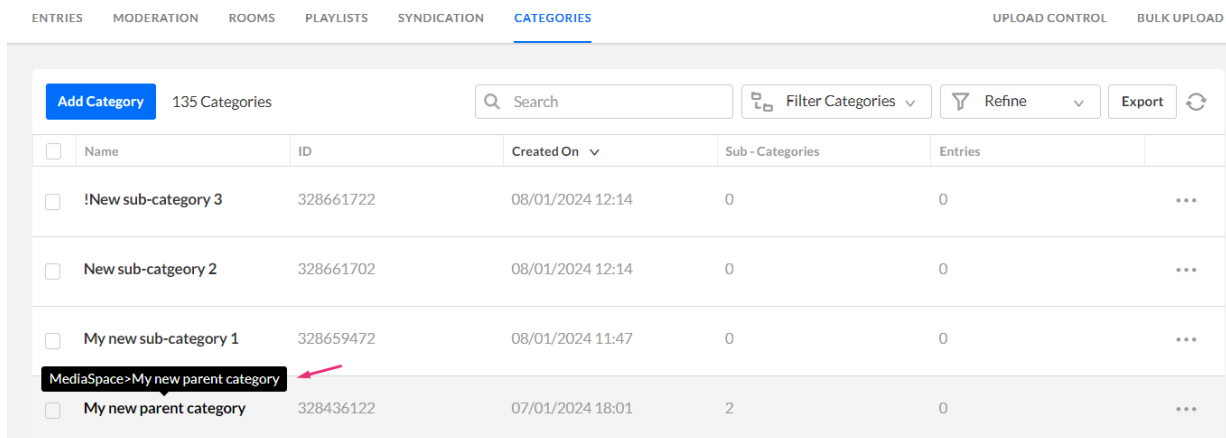 ENTRIES MODERATION ROOMS PLAYLISTS SYNDICATION CATEGORIES UPLOAD CONTROL BULK UPLOAD
Add Category 135 Categories Search Filter Categories Refine Export
Name ID Created On Sub - Categories Entries
!New sub-category 3 328661722 08/01/2024 12:14 0 0
New sub-catgeory 2 328661702 08/01/2024 12:14 0 0
My new sub-category 1 328659472 08/01/2024 11:47 0 0
MediaSpace>My new parent category
My new parent category 328436122 07/01/2024 18:01 2 0